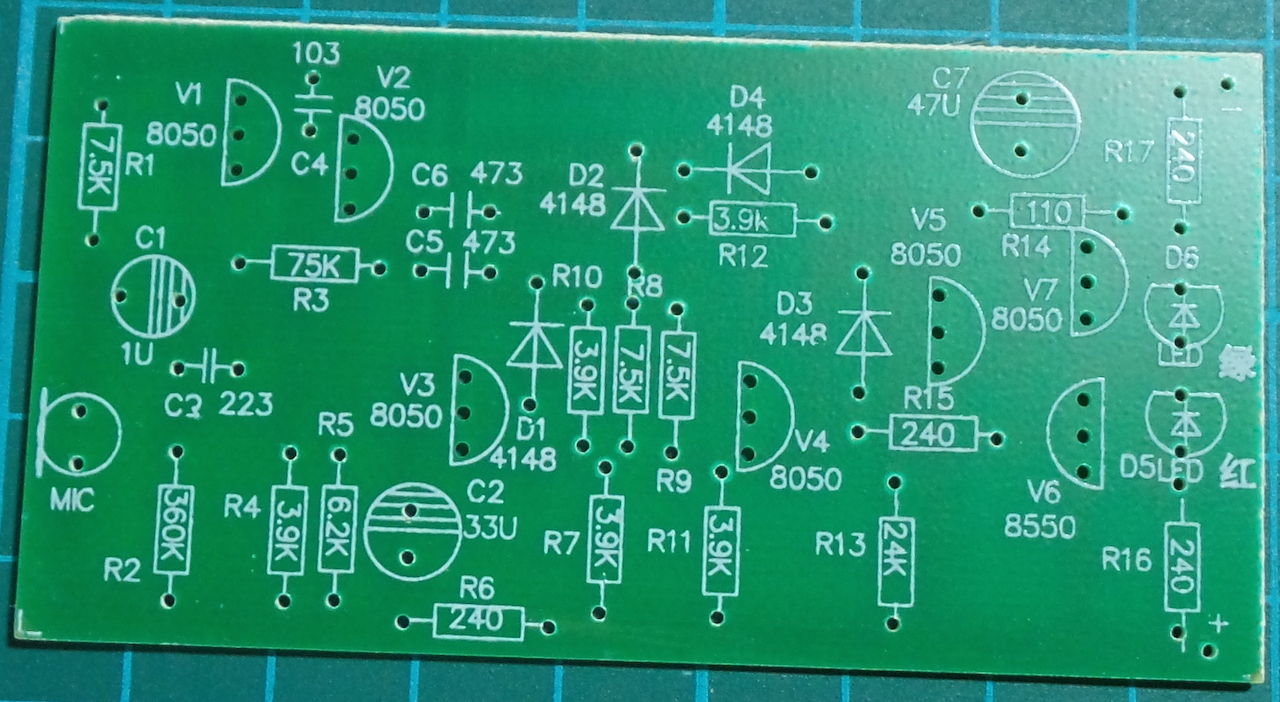 103
V1
8050
V2
8050
C4
7.5K
R1
C6 473
C5 473
D2
4148
D4
4148
3.9k
R12
C7
47U
R17
240
−
110
R14
V5
8050
V7
8050
D6
LED
绿
C1
1U
75K
R3
C3 223
MIC
R10
3.9K
R8
7.5K
7.5K
R9
D3
4148
V3
8050
D1
4148
V4
8050
R15
240
V6
8550
D5
LED
红
R2
360K
R4
3.9K
R5
6.2K
C2
33U
R6
240
R7
3.9K
R11
3.9K
R13
24K
R16
240
+